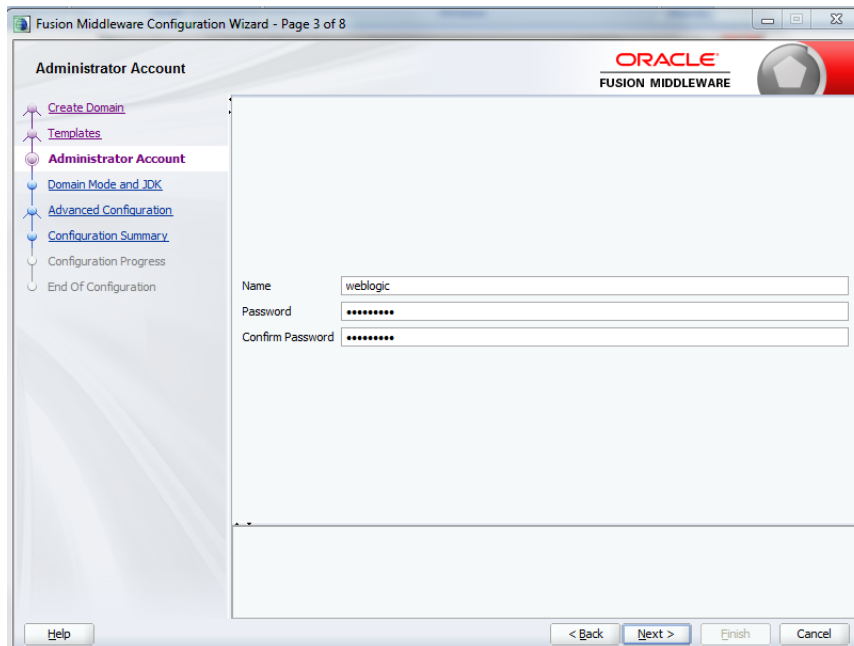 Fusion Middleware Configuration Wizard - Page 3 of 8
Administrator Account
ORACLE
FUSION MIDDLEWARE
Create Domain
Templates
Administrator Account
Domain Mode and JDK
Advanced Configuration
Configuration Summary
Configuration Progress
End Of Configuration
Name weblogic
Password •••••••••
Confirm Password •••••••••
Help < Back Next > Finish Cancel